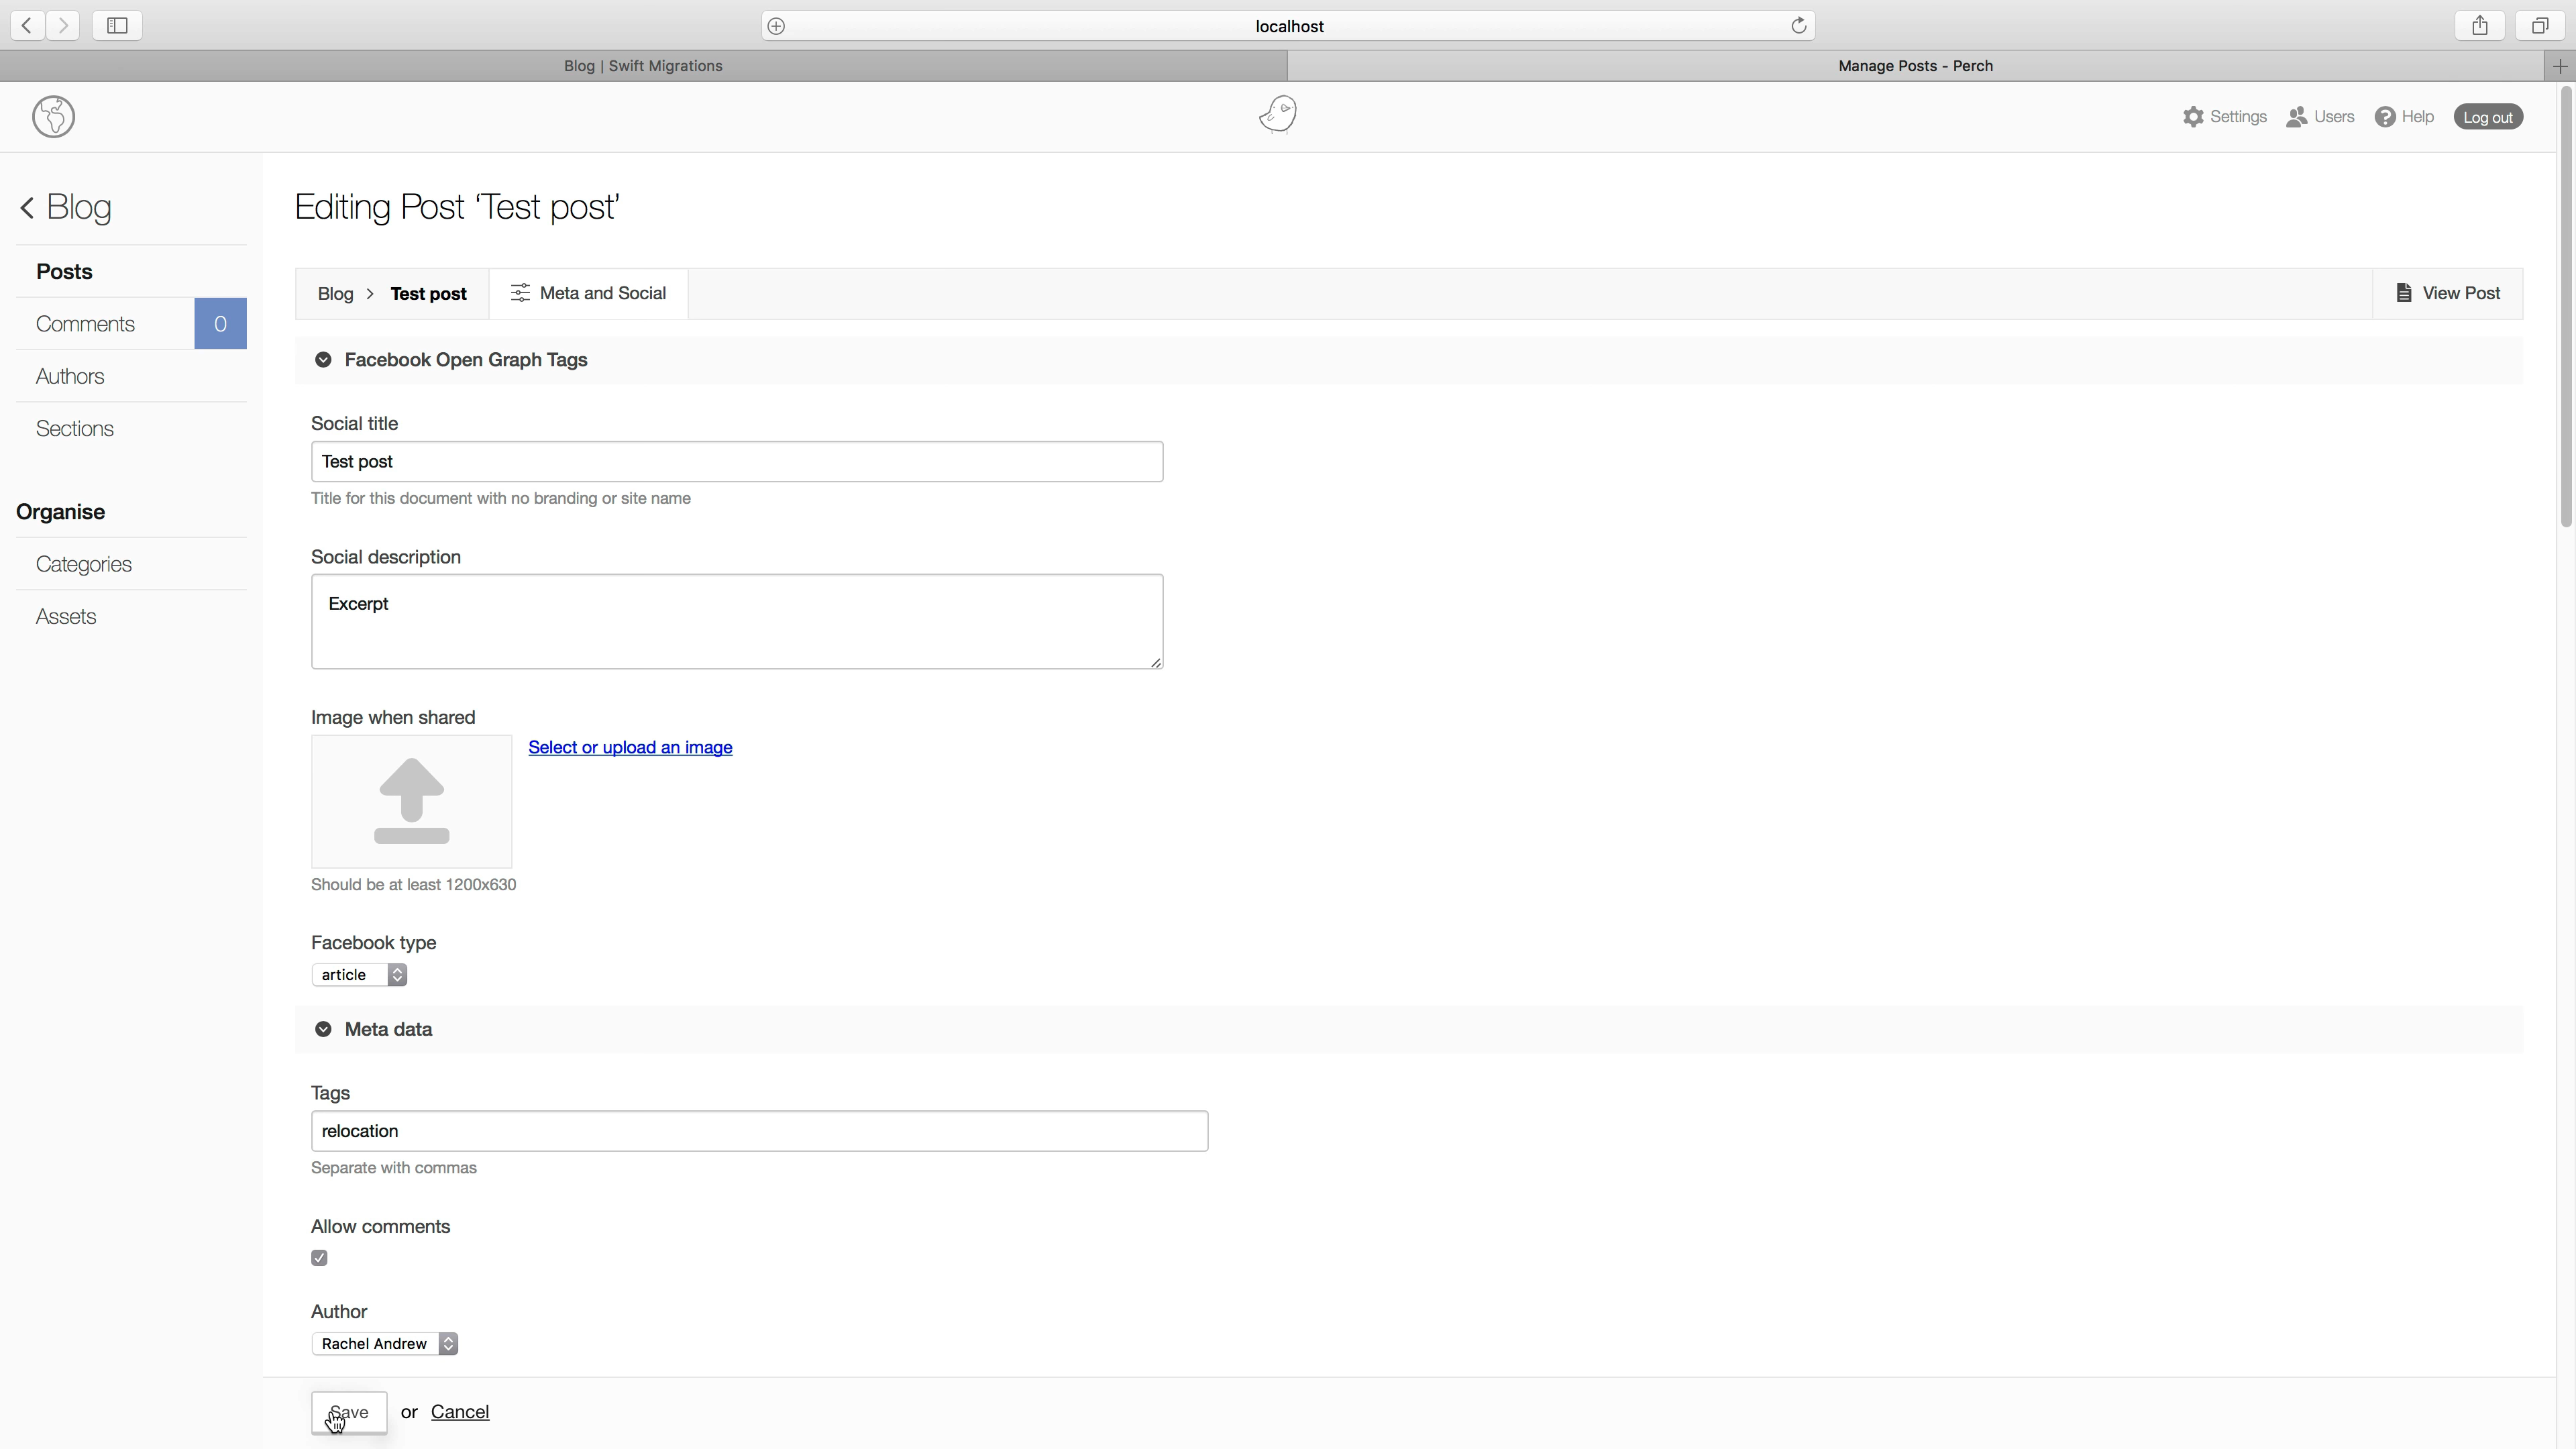 localhost
Blog | Swift Migrations
Manage Posts - Perch
Settings
Users
Help
Log out
Blog
Posts
Comments 0
Authors
Sections
Organise
Categories
Assets
Editing Post ‘Test post’
Blog > Test post
Meta and Social
View Post
Facebook Open Graph Tags
Social title
Test post
Title for this document with no branding or site name
Social description
Excerpt
Image when shared
Select or upload an image
Should be at least 1200x630
Facebook type
article
Meta data
Tags
relocation
Separate with commas
Allow comments
Author
Rachel Andrew
Save or Cancel